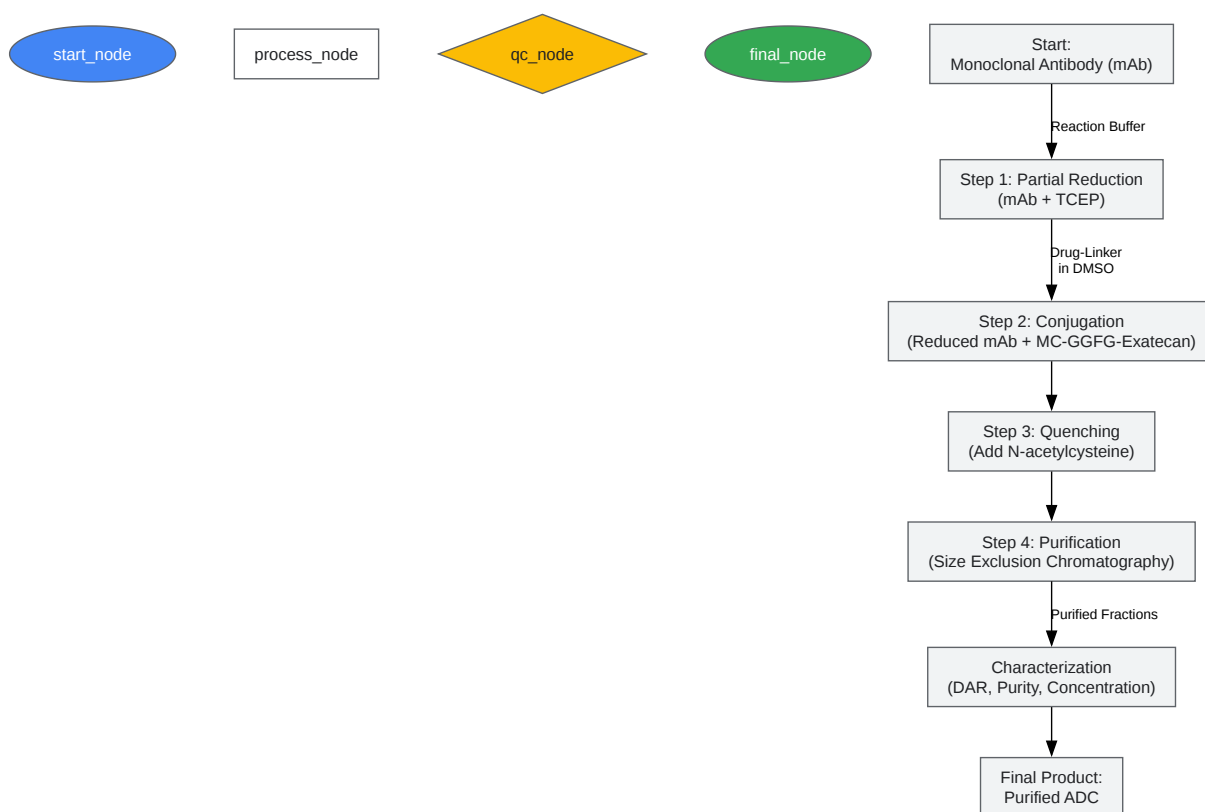 start_node
process_node
qc_node
final_node
Start:
Monoclonal Antibody (mAb)
Reaction Buffer
Step 1: Partial Reduction
(mAb + TCEP)
Drug-Linker
in DMSO
Step 2: Conjugation
(Reduced mAb + MC-GGFG-Exatecan)
Step 3: Quenching
(Add N-acetylcysteine)
Step 4: Purification
(Size Exclusion Chromatography)
Purified Fractions
Characterization
(DAR, Purity, Concentration)
Final Product:
Purified ADC